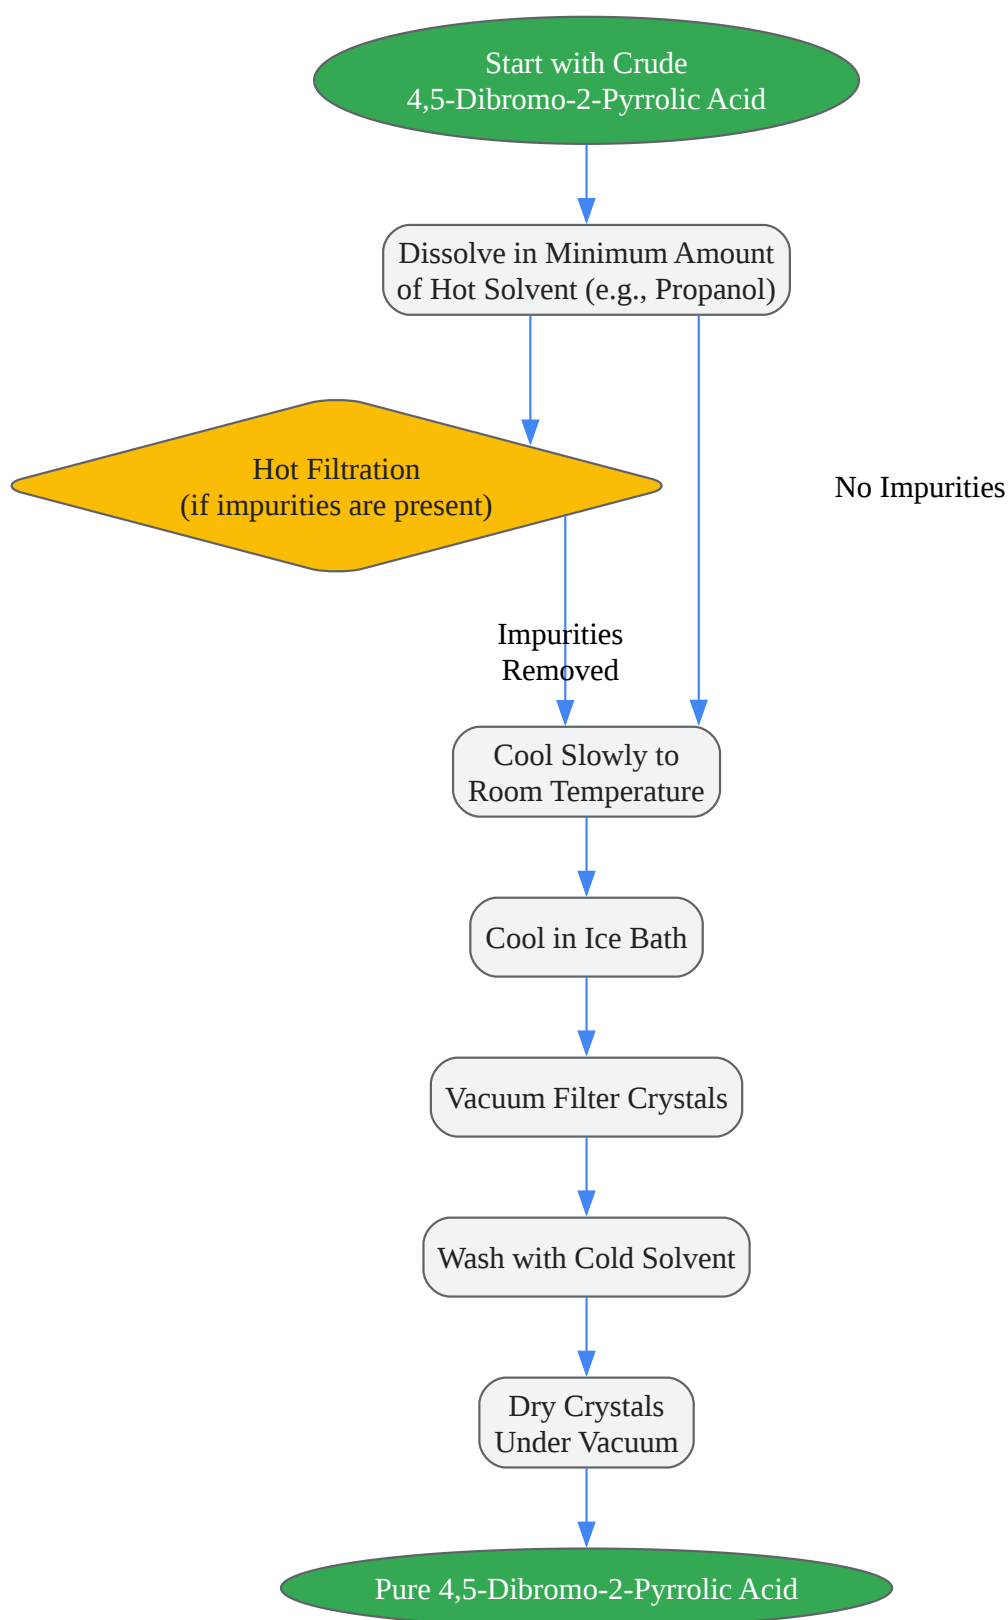 Start with Crude
4,5-Dibromo-2-Pyrrolic Acid
Dissolve in Minimum Amount
of Hot Solvent (e.g., Propanol)
Hot Filtration
(if impurities are present)
No Impurities
Impurities
Removed
Cool Slowly to
Room Temperature
Cool in Ice Bath
Vacuum Filter Crystals
Wash with Cold Solvent
Dry Crystals
Under Vacuum
Pure 4,5-Dibromo-2-Pyrrolic Acid